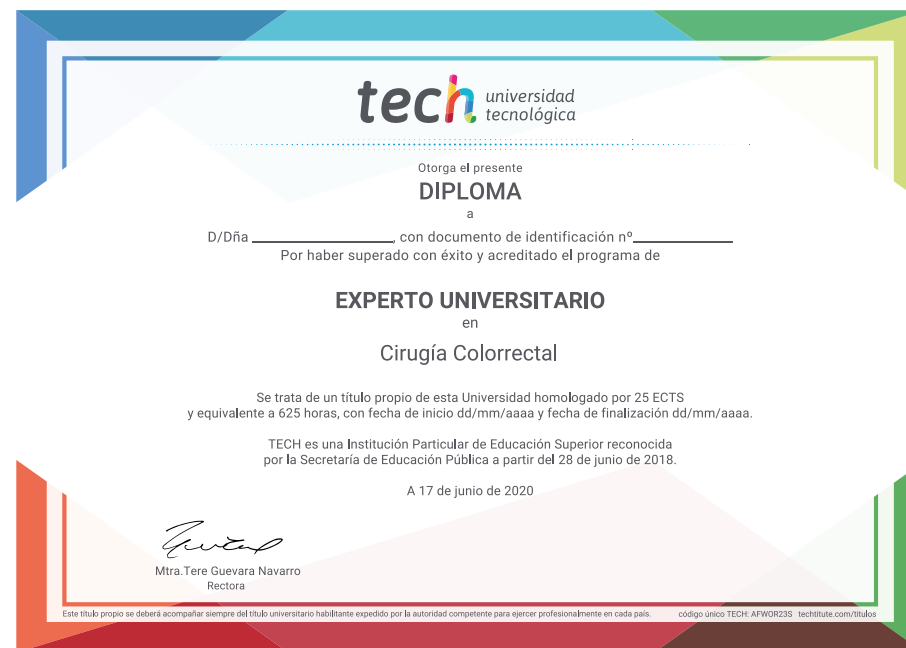 tech universidad
tecnológica
Otorga el presente
DIPLOMA
a
D/Dña ____________________, con documento de identificación nº______________
Por haber superado con éxito y acreditado el programa de
EXPERTO UNIVERSITARIO
en
Cirugía Colorrectal
Se trata de un título propio de esta Universidad homologado por 25 ECTS
y equivalente a 625 horas, con fecha de inicio dd/mm/aaaa y fecha de finalización dd/mm/aaaa.
TECH es una Institución Particular de Educación Superior reconocida
por la Secretaría de Educación Pública a partir del 28 de junio de 2018.
A 17 de junio de 2020
Mtra.Tere Guevara Navarro
Rectora
Este título propio se deberá acompañar siempre del título universitario habilitante expedido por la autoridad competente para ejercer profesionalmente en cada país. código único TECH: AFWOR23S techtitute.com/titulos